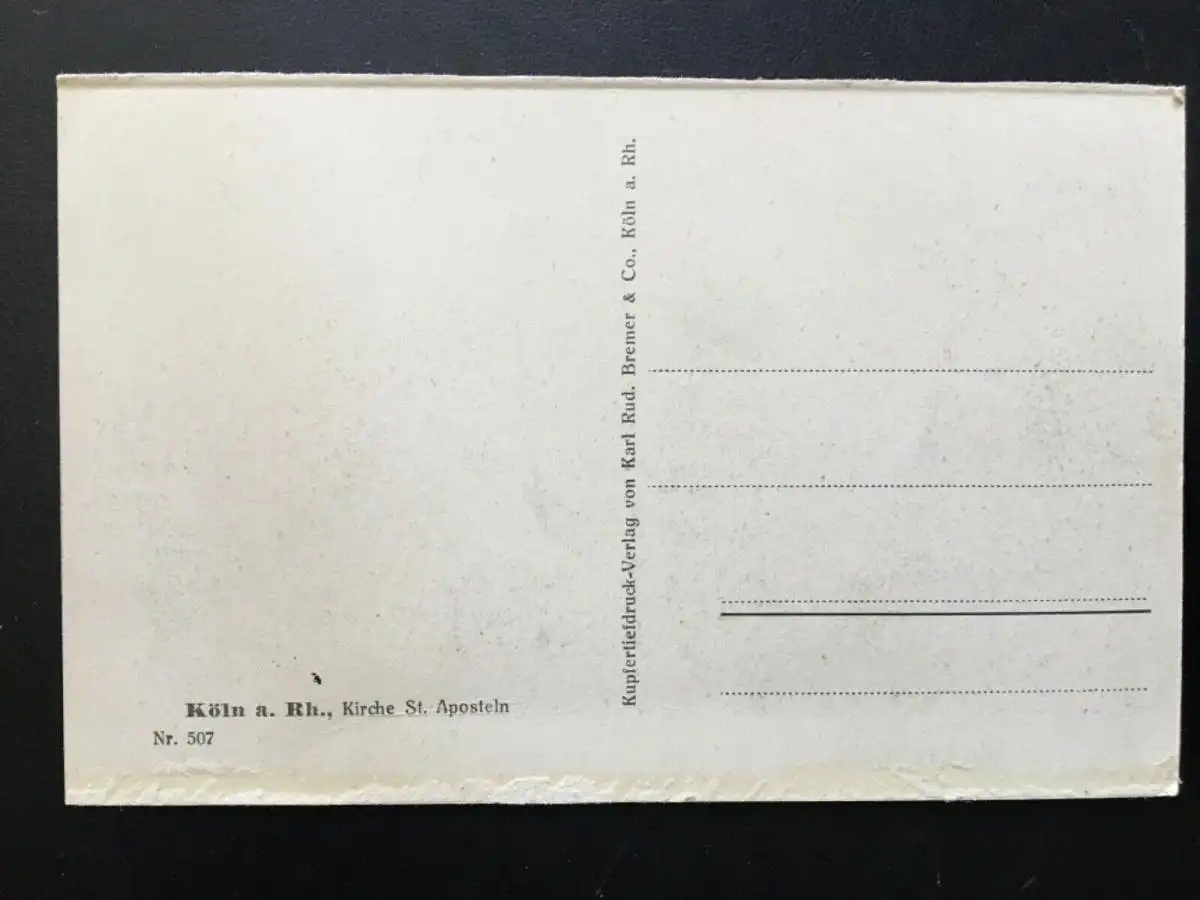 Köln a. Rh., Kirche St. Aposteln
Nr. 507
Kupfertiefdruck-Verlag von Karl Rud. Bremer & Co., Köln a. Rh.